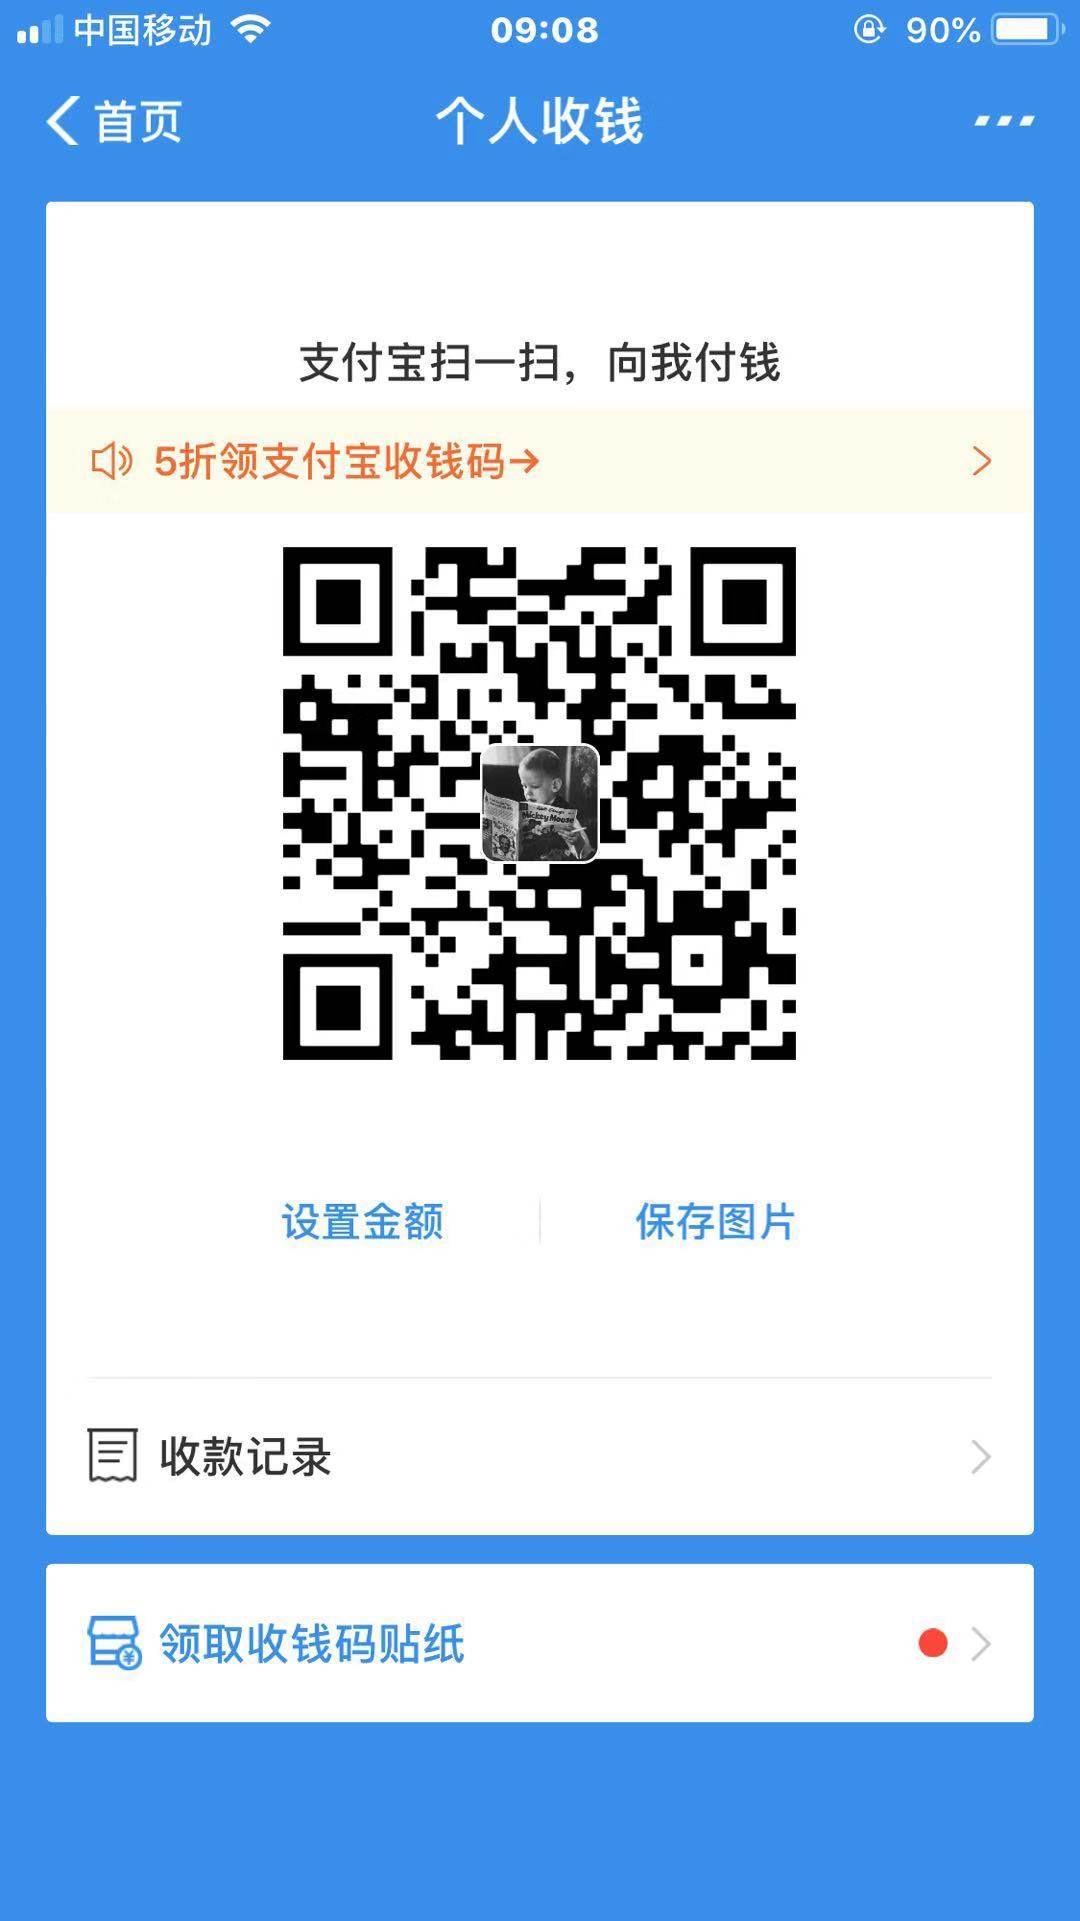 中国移动 09:08 90%
首页 个人收钱
支付宝扫一扫，向我付钱
5折领支付宝收钱码→
Mickey Mouse
设置金额 保存图片
收款记录
领取收钱码贴纸